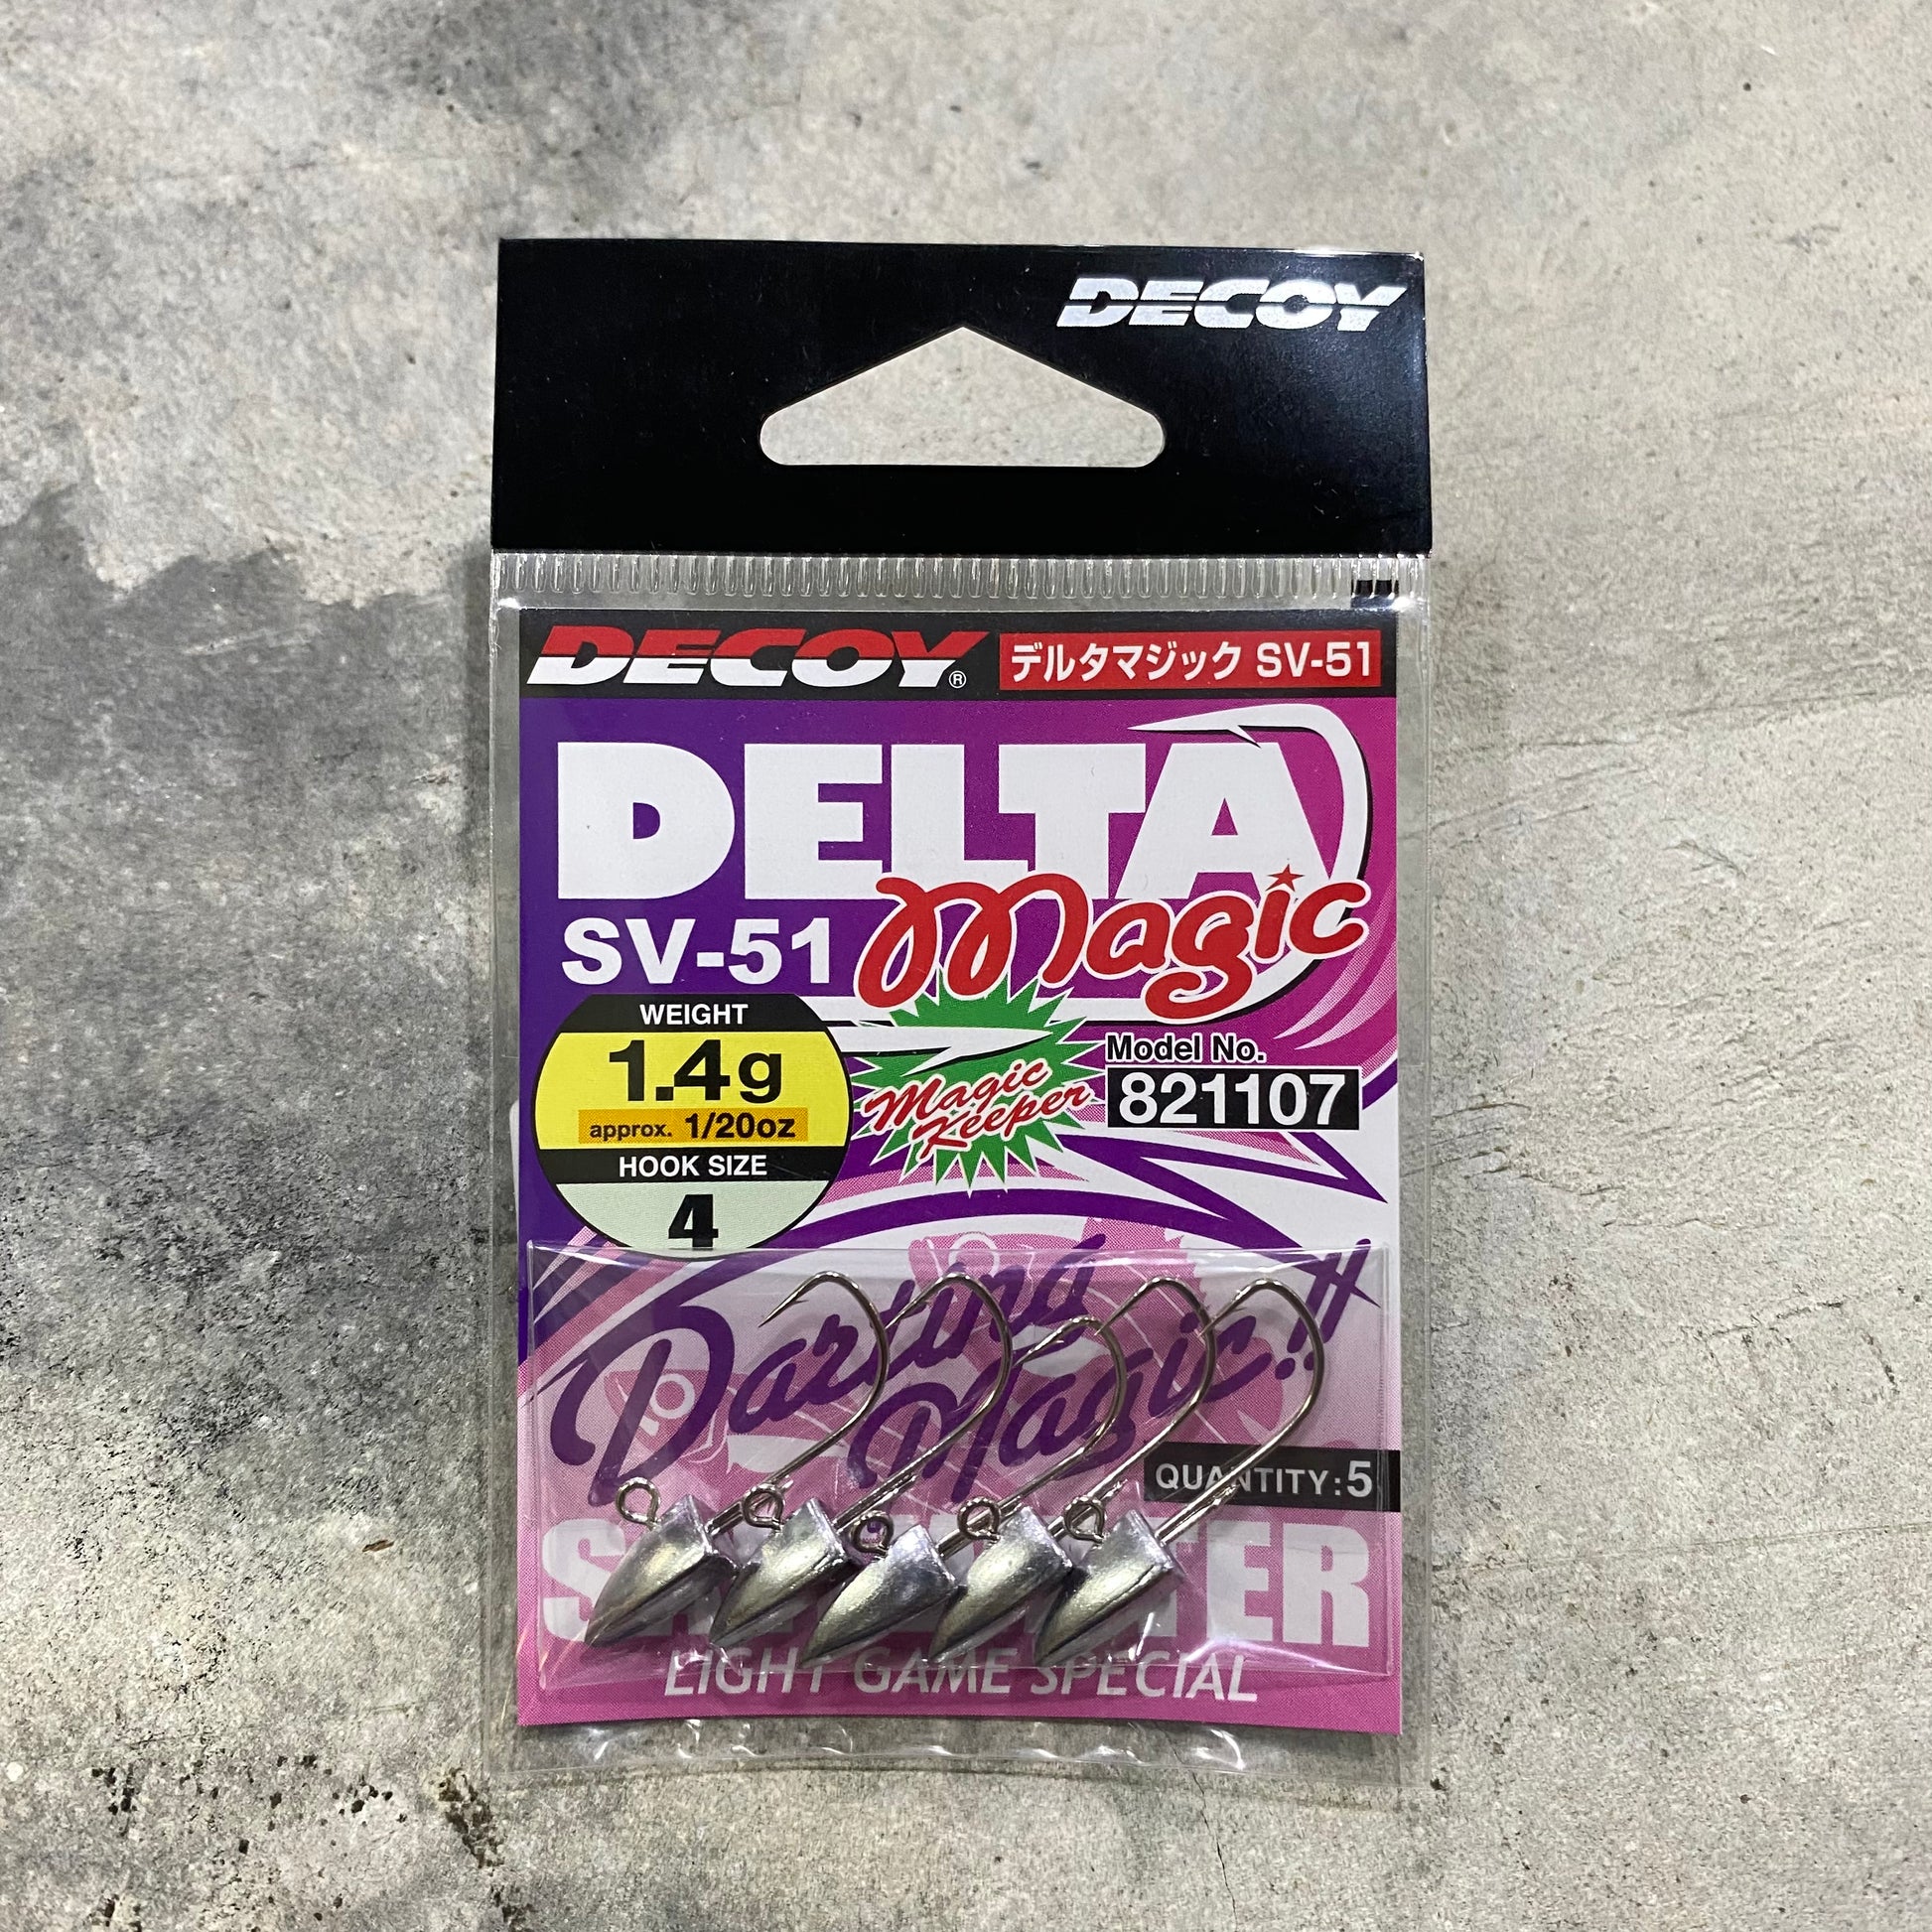 DECOY
DECOY® デルタマジック SV-51
DELTA
SV-51 Magic
WEIGHT
1.4g
approx. 1/20oz
HOOK SIZE
4
Magic
Keeper
Model No.
821107
Darting
Magic!!
QUANTITY:5
LIGHT GAME SPECIAL